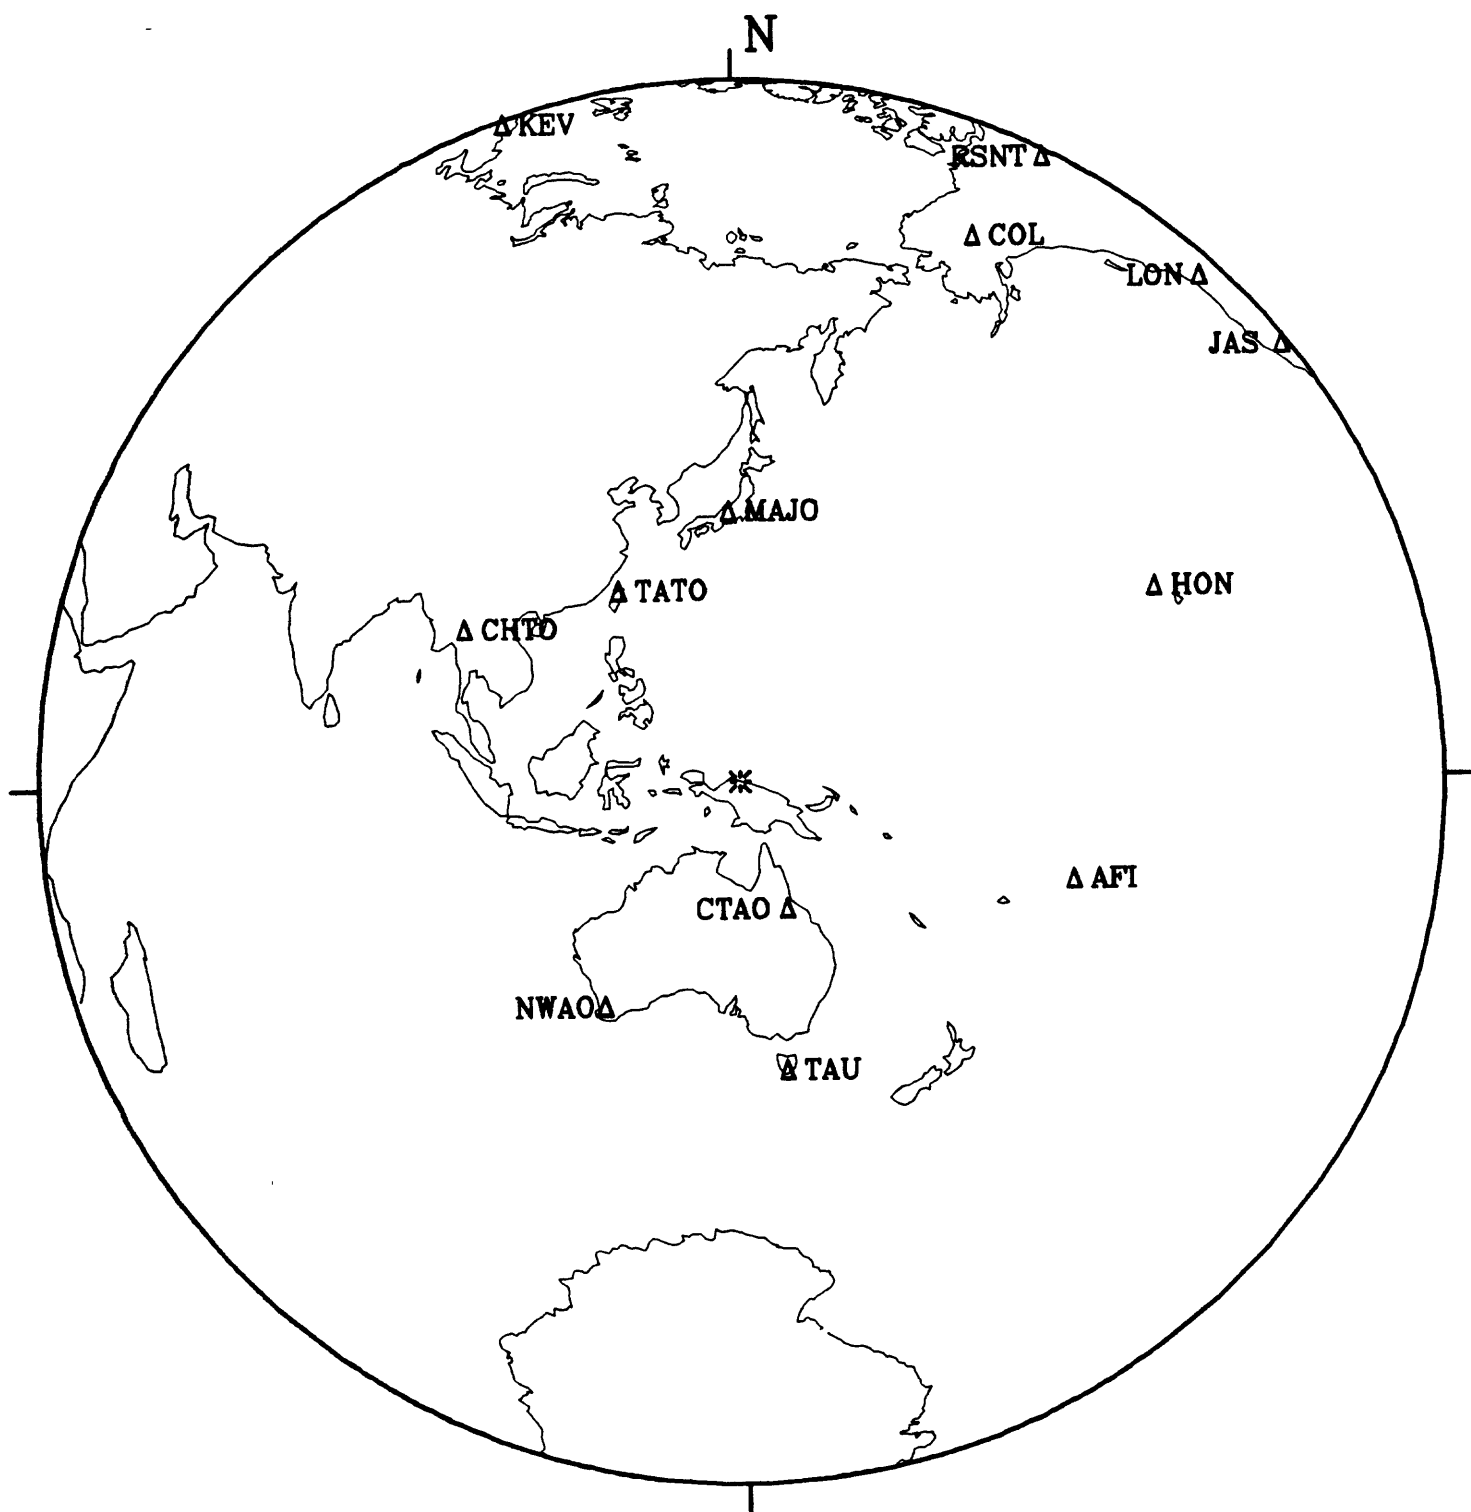 N
KEV
RSNT
COL
LON
JAS
MAJO
HON
TATO
CHTO
AFI
CTAO
NWAO
TAU